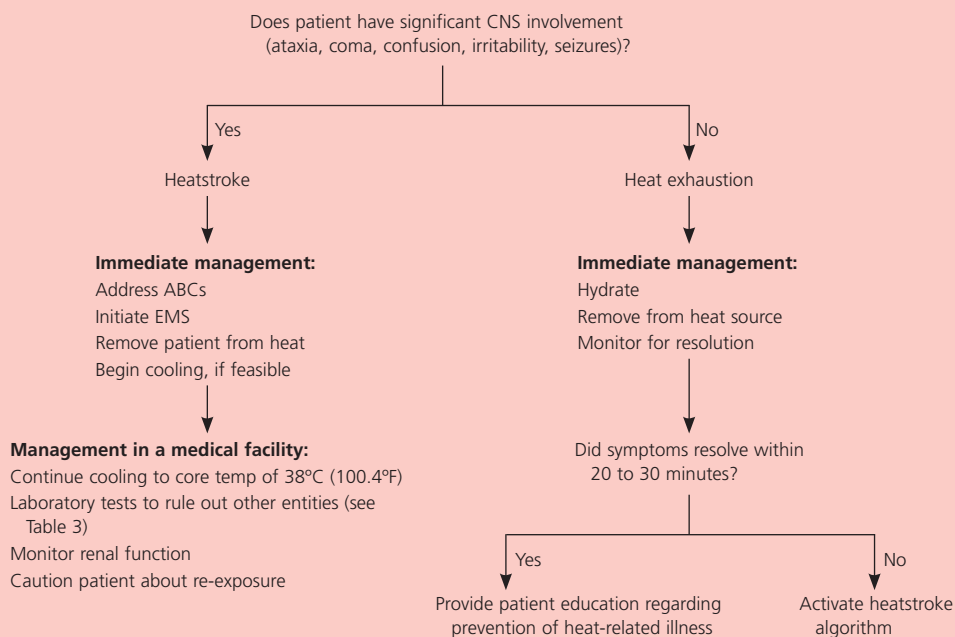 Does patient have significant CNS involvement
(ataxia, coma, confusion, irritability, seizures)?
Yes
No
Heatstroke
Heat exhaustion
Immediate management:
Address ABCs
Initiate EMS
Remove patient from heat
Begin cooling, if feasible
Immediate management:
Hydrate
Remove from heat source
Monitor for resolution
Management in a medical facility:
Continue cooling to core temp of 38ºC (100.4ºF)
Laboratory tests to rule out other entities (see
Table 3)
Monitor renal function
Caution patient about re-exposure
Did symptoms resolve within
20 to 30 minutes?
Yes
No
Provide patient education regarding
prevention of heat-related illness
Activate heatstroke
algorithm